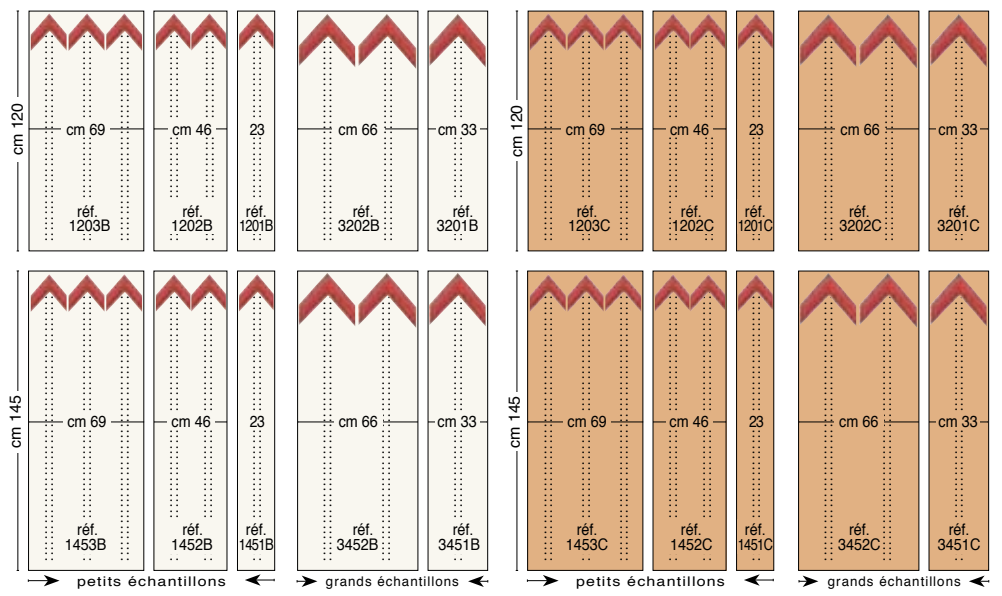 cm 120
cm 69
cm 46
23
cm 66
cm 33
réf.
1203B
réf.
1202B
réf.
1201B
réf.
3202B
réf.
3201B
cm 120
cm 69
cm 46
23
cm 66
cm 33
réf.
1203C
réf.
1202C
réf.
1201C
réf.
3202C
réf.
3201C
cm 145
cm 69
cm 46
23
cm 66
cm 33
réf.
1453B
réf.
1452B
réf.
1451B
réf.
3452B
réf.
3451B
petits échantillons
grands échantillons
cm 145
cm 69
cm 46
23
cm 66
cm 33
réf.
1453C
réf.
1452C
réf.
1451C
réf.
3452C
réf.
3451C
petits échantillons
grands échantillons